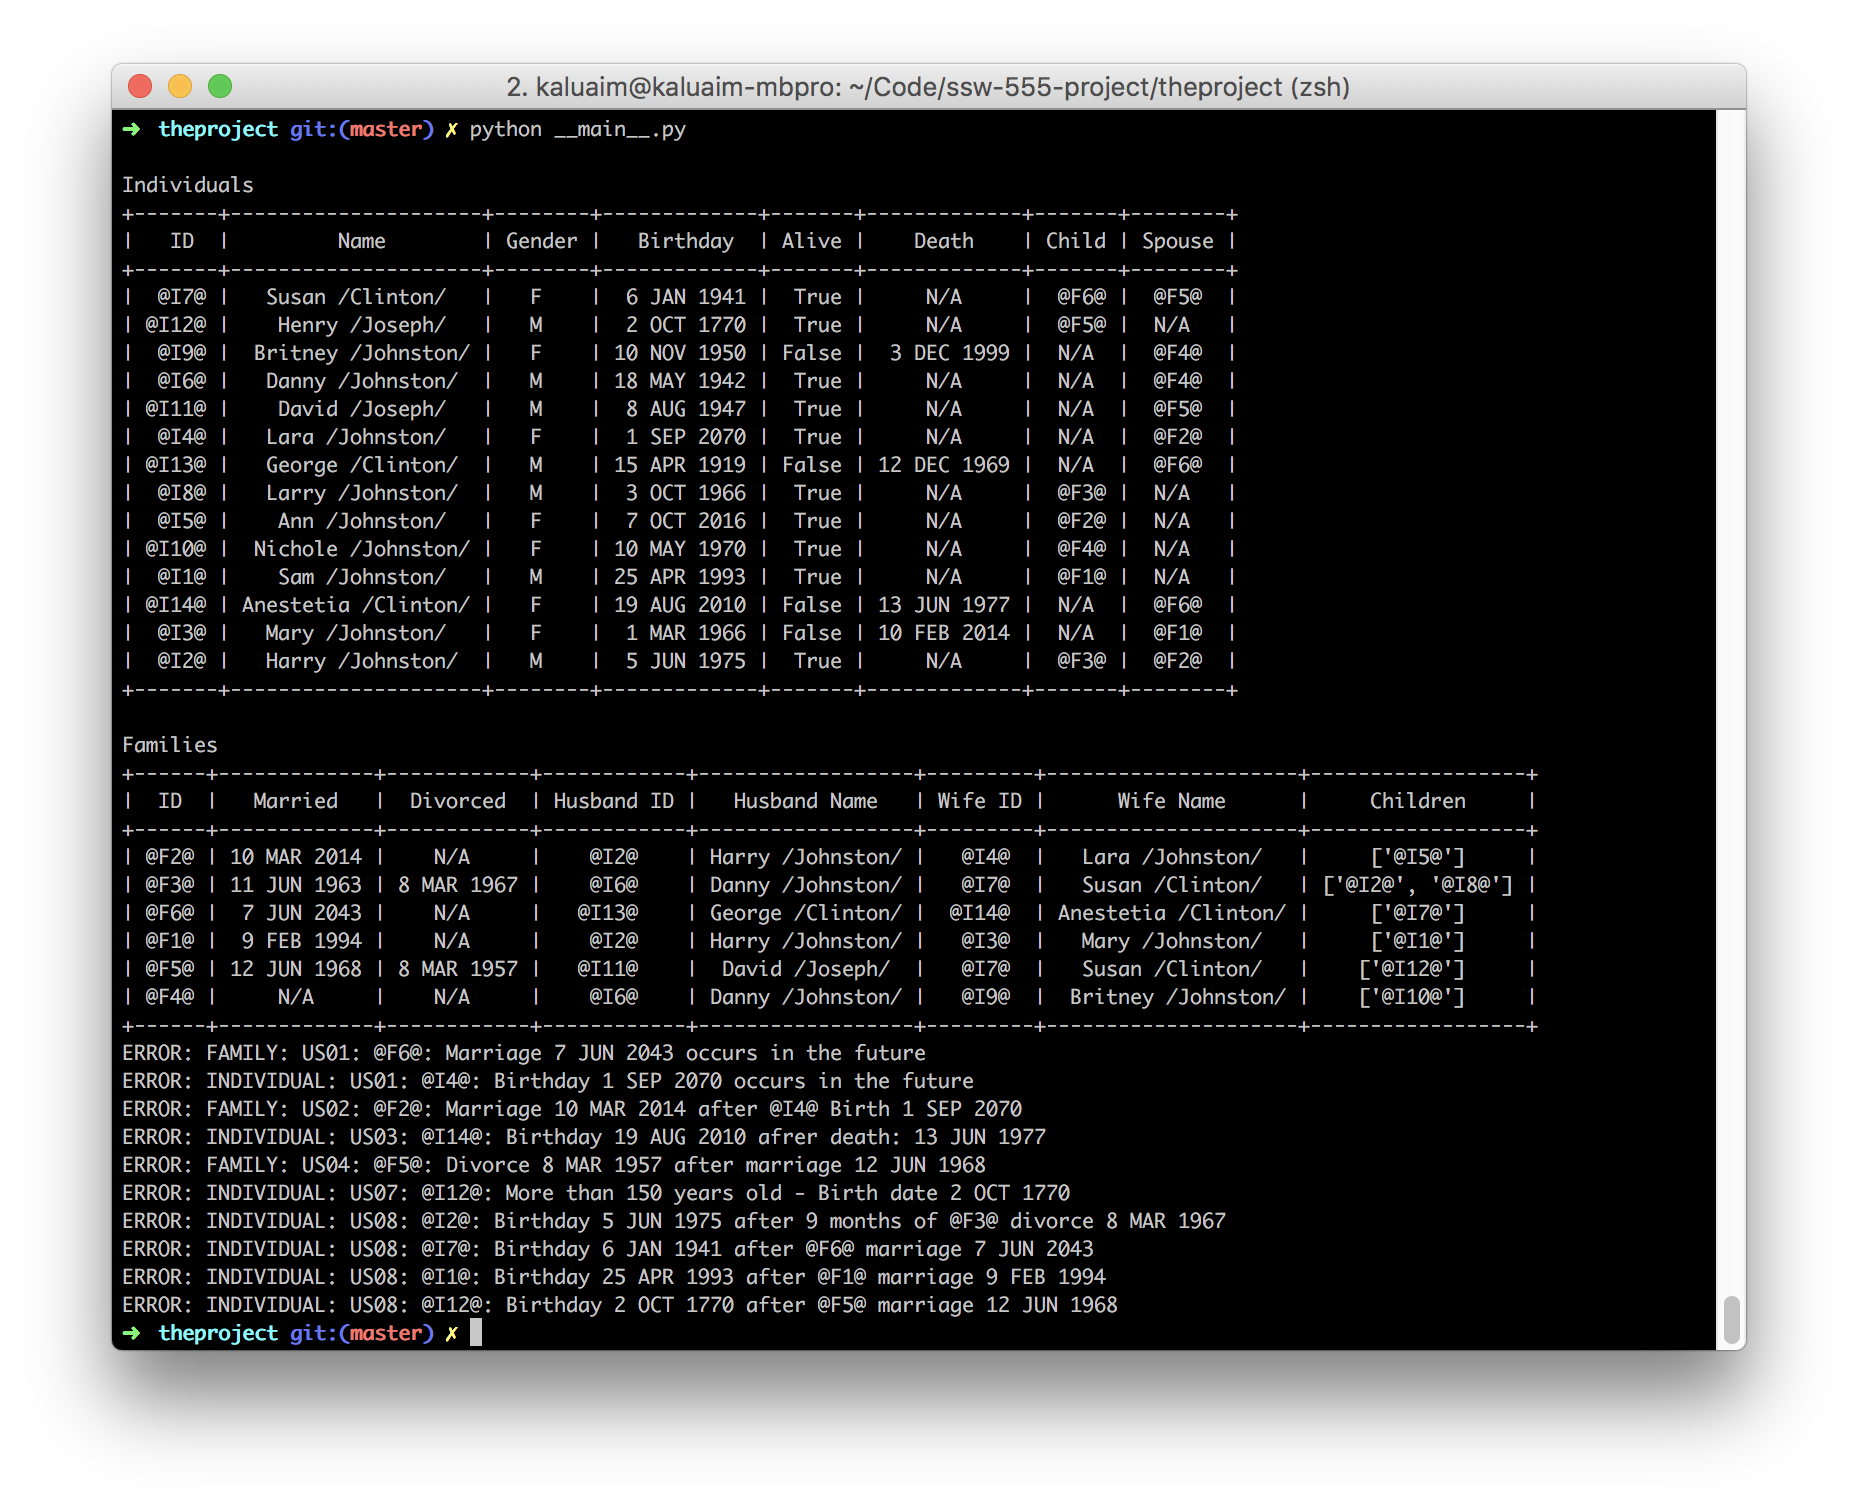 2. kaluaim@kaluaim-mbpro: ~/Code/ssw-555-project/theproject (zsh)
➜  theproject git:(master) ✗ python __main__.py

Individuals
+-------+---------------------+--------+-------------+-------+-------------+-------+--------+
|   ID  |         Name        | Gender |   Birthday  | Alive |    Death    | Child | Spouse |
+-------+---------------------+--------+-------------+-------+-------------+-------+--------+
|  @I7@ |   Susan /Clinton/   |   F    |  6 JAN 1941 |  True |     N/A     |  @F6@ |  @F5@  |
| @I12@ |    Henry /Joseph/   |   M    |  2 OCT 1770 |  True |     N/A     |  @F5@ |  N/A   |
|  @I9@ |  Britney /Johnston/ |   F    | 10 NOV 1950 | False |  3 DEC 1999 |  N/A  |  @F4@  |
|  @I6@ |   Danny /Johnston/  |   M    | 18 MAY 1942 |  True |     N/A     |  N/A  |  @F4@  |
| @I11@ |    David /Joseph/   |   M    |  8 AUG 1947 |  True |     N/A     |  N/A  |  @F5@  |
|  @I4@ |   Lara /Johnston/   |   F    |  1 SEP 2070 |  True |     N/A     |  N/A  |  @F2@  |
| @I13@ |   George /Clinton/  |   M    | 15 APR 1919 | False | 12 DEC 1969 |  N/A  |  @F6@  |
|  @I8@ |   Larry /Johnston/  |   M    |  3 OCT 1966 |  True |     N/A     |  @F3@ |  N/A   |
|  @I5@ |    Ann /Johnston/   |   F    |  7 OCT 2016 |  True |     N/A     |  @F2@ |  N/A   |
| @I10@ |  Nichole /Johnston/ |   F    | 10 MAY 1970 |  True |     N/A     |  @F4@ |  N/A   |
|  @I1@ |    Sam /Johnston/   |   M    | 25 APR 1993 |  True |     N/A     |  @F1@ |  N/A   |
| @I14@ | Anestetia /Clinton/ |   F    | 19 AUG 2010 | False | 13 JUN 1977 |  N/A  |  @F6@  |
|  @I3@ |   Mary /Johnston/   |   F    |  1 MAR 1966 | False | 10 FEB 2014 |  N/A  |  @F1@  |
|  @I2@ |   Harry /Johnston/  |   M    |  5 JUN 1975 |  True |     N/A     |  @F3@ |  @F2@  |
+-------+---------------------+--------+-------------+-------+-------------+-------+--------+

Families
+------+-------------+------------+------------+------------------+---------+---------------------+------------------+
|  ID  |   Married   |  Divorced  | Husband ID |   Husband Name   | Wife ID |      Wife Name      |     Children     |
+------+-------------+------------+------------+------------------+---------+---------------------+------------------+
| @F2@ | 10 MAR 2014 |    N/A     |    @I2@    | Harry /Johnston/ |   @I4@  |   Lara /Johnston/   |     ['@I5@']     |
| @F3@ | 11 JUN 1963 | 8 MAR 1967 |    @I6@    | Danny /Johnston/ |   @I7@  |   Susan /Clinton/   | ['@I2@', '@I8@'] |
| @F6@ |  7 JUN 2043 |    N/A     |   @I13@    | George /Clinton/ |  @I14@  | Anestetia /Clinton/ |     ['@I7@']     |
| @F1@ |  9 FEB 1994 |    N/A     |    @I2@    | Harry /Johnston/ |   @I3@  |   Mary /Johnston/   |     ['@I1@']     |
| @F5@ | 12 JUN 1968 | 8 MAR 1957 |   @I11@    |  David /Joseph/  |   @I7@  |   Susan /Clinton/   |    ['@I12@']     |
| @F4@ |     N/A     |    N/A     |    @I6@    | Danny /Johnston/ |   @I9@  |  Britney /Johnston/ |    ['@I10@']     |
+------+-------------+------------+------------+------------------+---------+---------------------+------------------+
ERROR: FAMILY: US01: @F6@: Marriage 7 JUN 2043 occurs in the future
ERROR: INDIVIDUAL: US01: @I4@: Birthday 1 SEP 2070 occurs in the future
ERROR: FAMILY: US02: @F2@: Marriage 10 MAR 2014 after @I4@ Birth 1 SEP 2070
ERROR: INDIVIDUAL: US03: @I14@: Birthday 19 AUG 2010 afrer death: 13 JUN 1977
ERROR: FAMILY: US04: @F5@: Divorce 8 MAR 1957 after marriage 12 JUN 1968
ERROR: INDIVIDUAL: US07: @I12@: More than 150 years old - Birth date 2 OCT 1770
ERROR: INDIVIDUAL: US08: @I2@: Birthday 5 JUN 1975 after 9 months of @F3@ divorce 8 MAR 1967
ERROR: INDIVIDUAL: US08: @I7@: Birthday 6 JAN 1941 after @F6@ marriage 7 JUN 2043
ERROR: INDIVIDUAL: US08: @I1@: Birthday 25 APR 1993 after @F1@ marriage 9 FEB 1994
ERROR: INDIVIDUAL: US08: @I12@: Birthday 2 OCT 1770 after @F5@ marriage 12 JUN 1968
➜  theproject git:(master) ✗